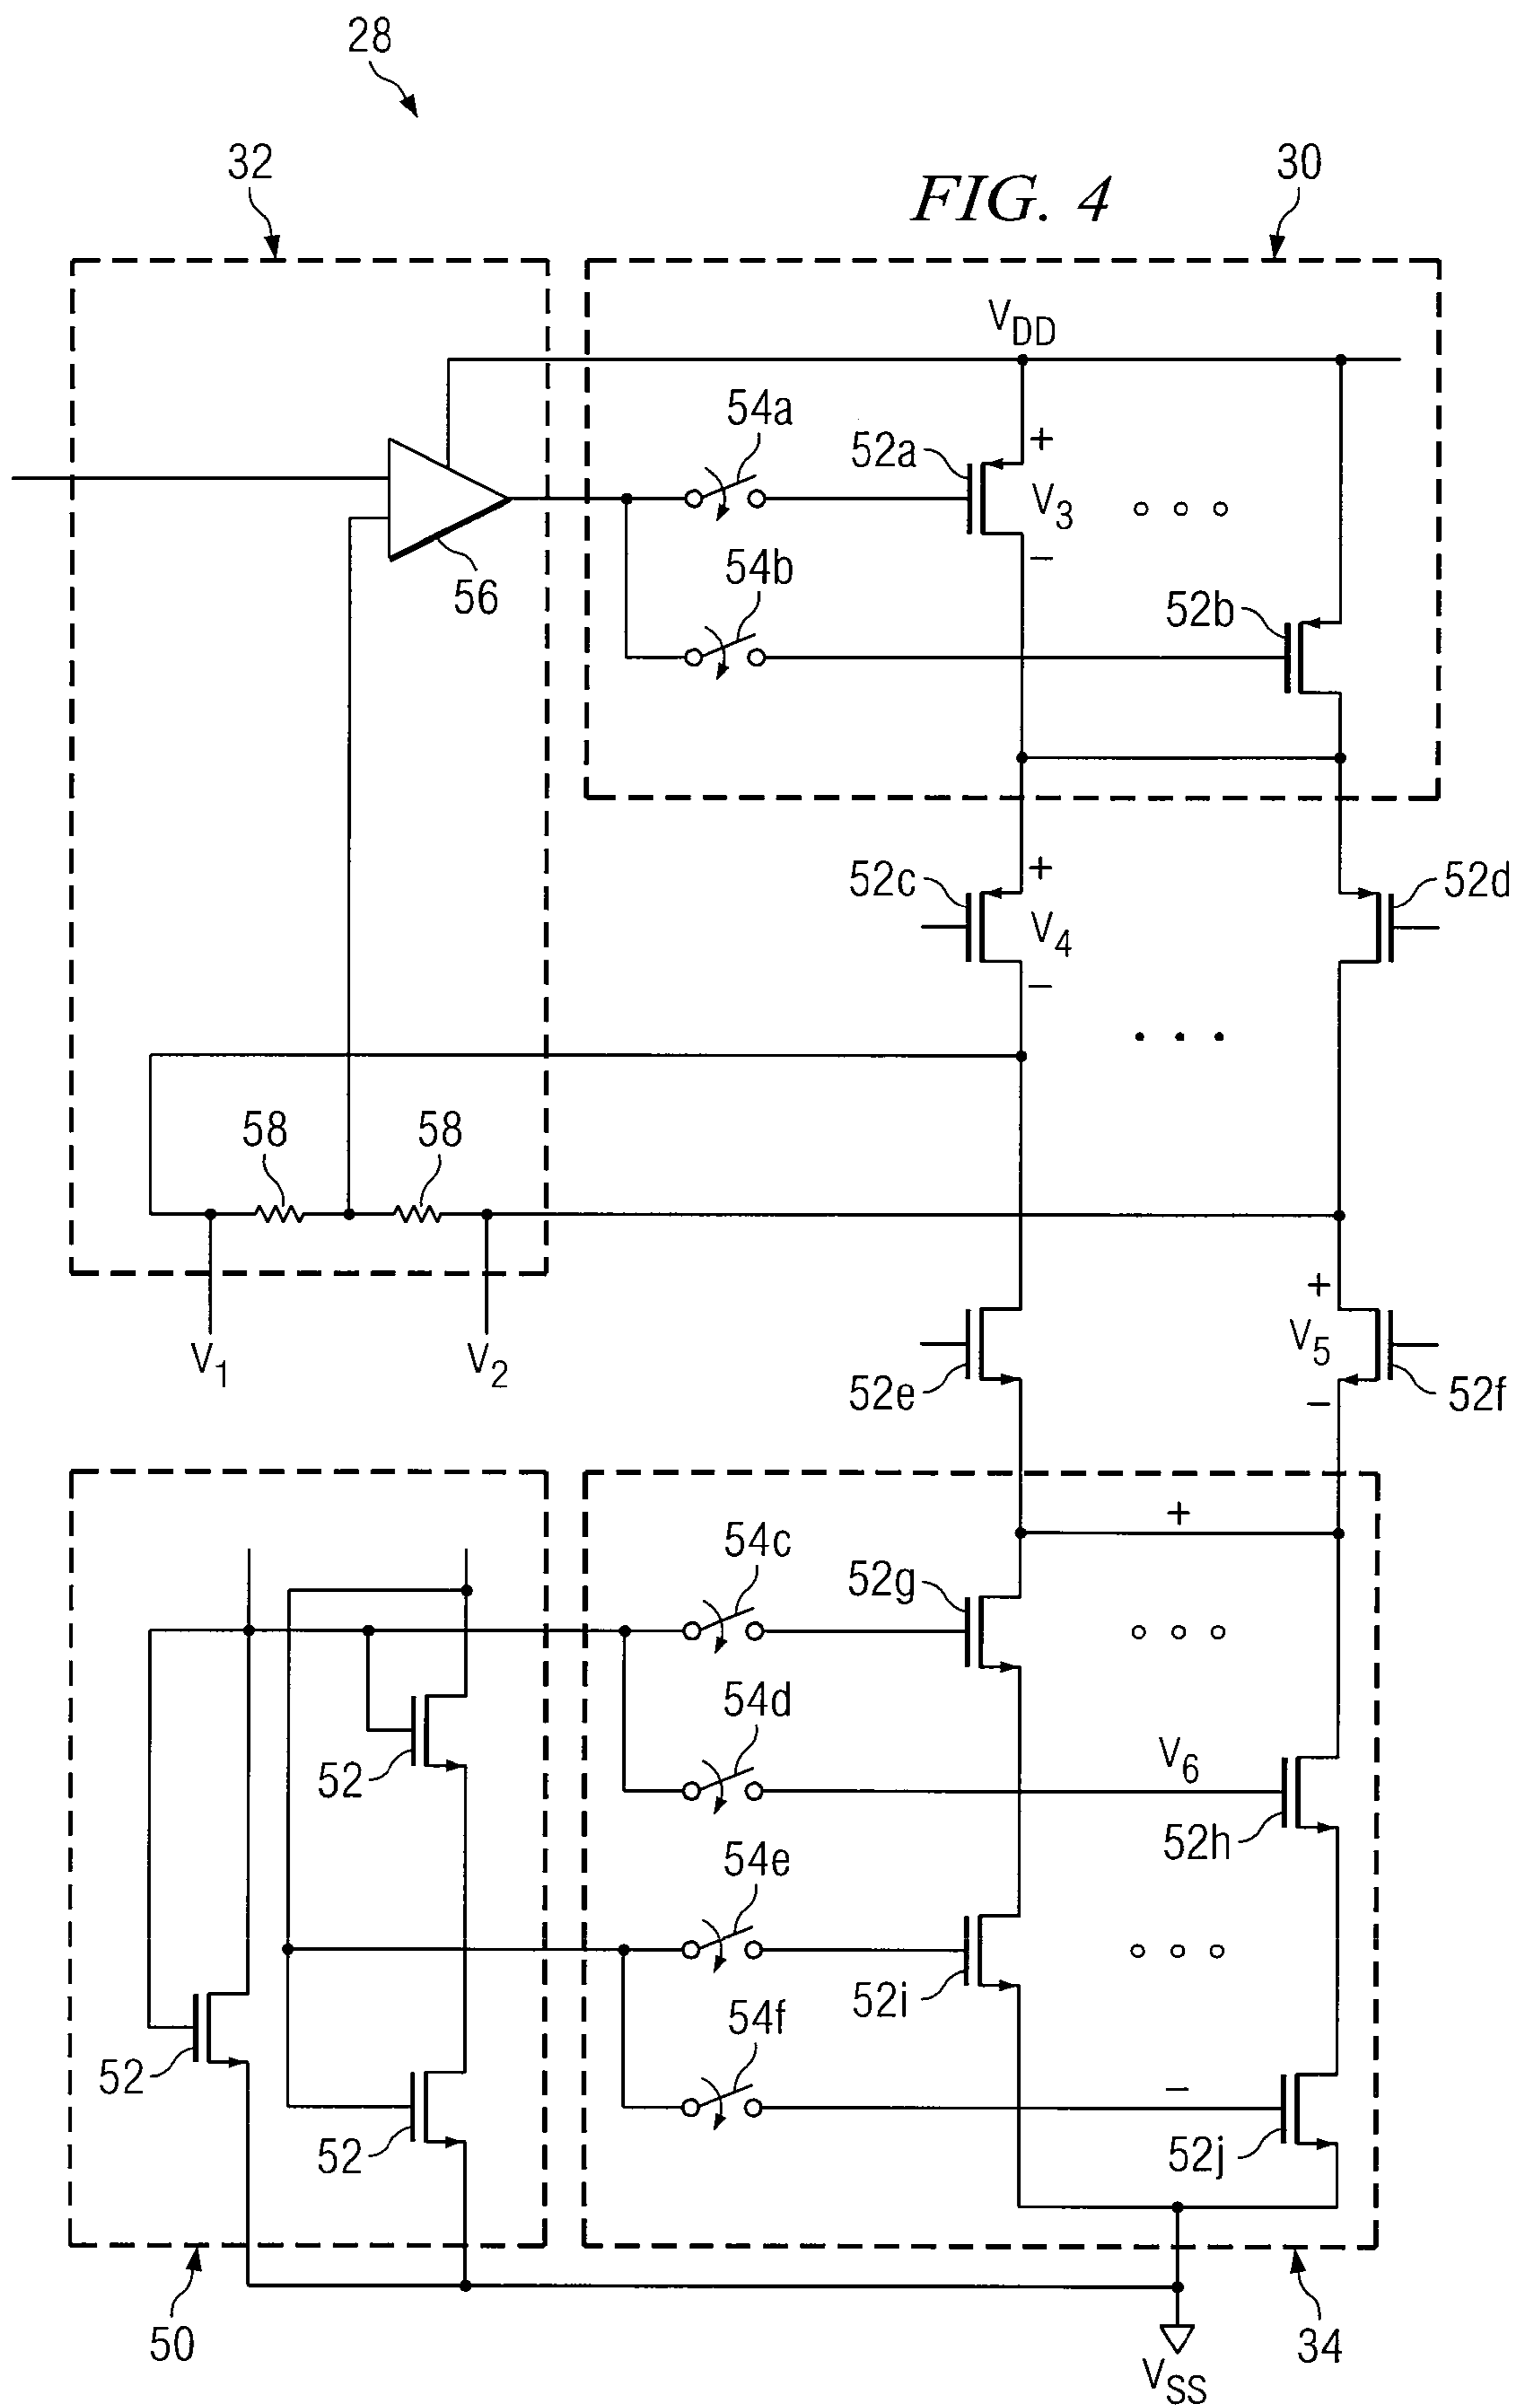 28
32
30
FIG. 4
VDD
54a
52a
+
V3
−
54b
56
52b
52c
+
V4
−
52d
58
58
+
V5
−
V1
V2
52e
52f
+
54c
52g
54d
52
V6
52h
54e
52i
54f
52
−
52
52j
50
34
VSS